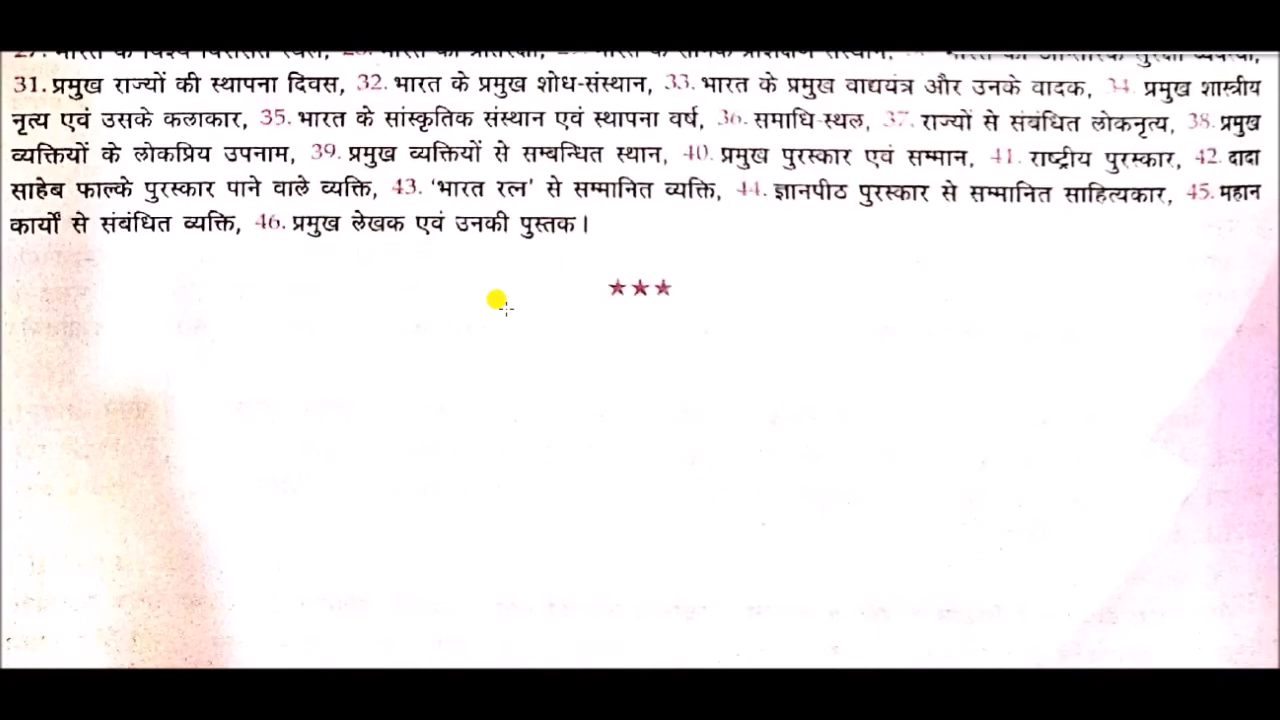 31. प्रमुख राज्यों की स्थापना दिवस, 32. भारत के प्रमुख शोध-संस्थान, 33. भारत के प्रमुख वाद्ययंत्र और उनके वादक, 34. प्रमुख शास्त्रीय
नृत्य एवं उसके कलाकार, 35. भारत के सांस्कृतिक संस्थान एवं स्थापना वर्ष, 36. समाधि-स्थल, 37. राज्यों से संबंधित लोकनृत्य, 38. प्रमुख
व्यक्तियों के लोकप्रिय उपनाम, 39. प्रमुख व्यक्तियों से सम्बन्धित स्थान, 40. प्रमुख पुरस्कार एवं सम्मान, 41. राष्ट्रीय पुरस्कार, 42. दादा
साहेब फाल्के पुरस्कार पाने वाले व्यक्ति, 43. 'भारत रत्न' से सम्मानित व्यक्ति, 44. ज्ञानपीठ पुरस्कार से सम्मानित साहित्यकार, 45. महान
कार्यों से संबंधित व्यक्ति, 46. प्रमुख लेखक एवं उनकी पुस्तक।
★★★